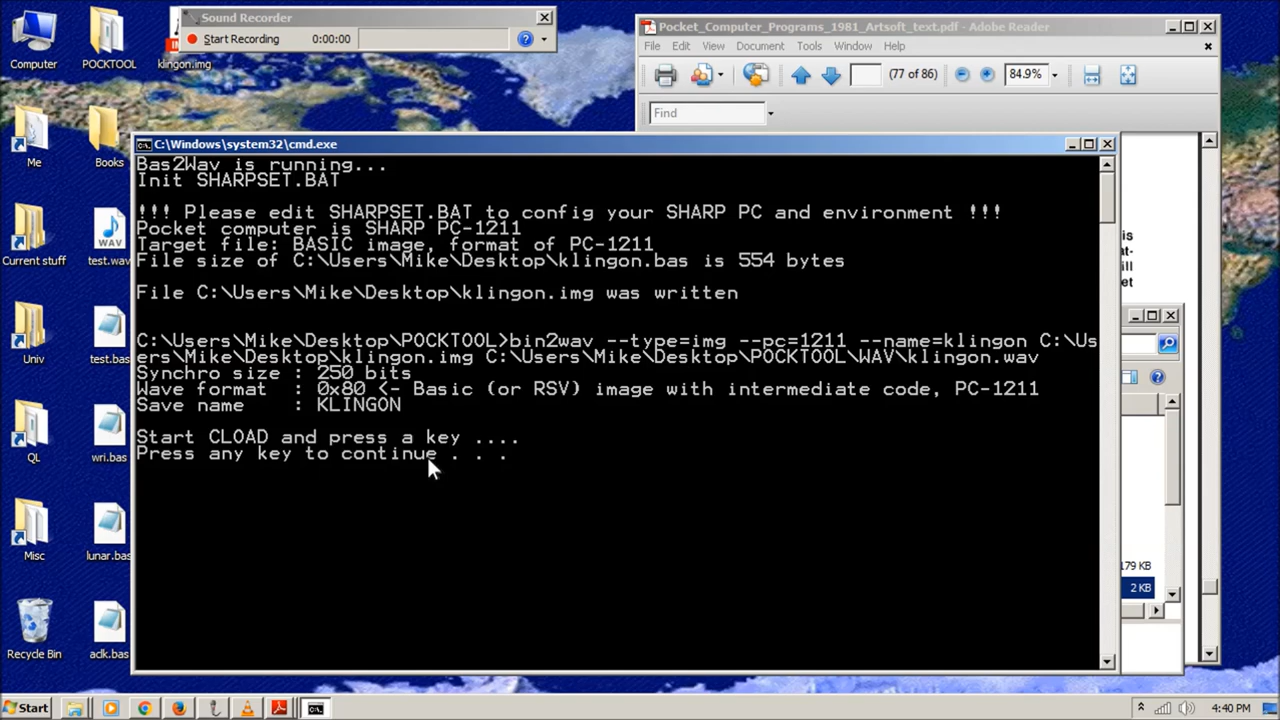 Sound Recorder
Start Recording 0:00:00
Pocket_Computer_Programs_1981_Artsoft_text.pdf - Adobe Reader
File Edit View Document Tools Window Help
(77 of 86) 84.9%
Find
Computer
POCKTOOL
klingon.img
Me
Books
Current stuff
test.wav
Univ
test.bas
QL
wri.bas
Misc
lunar.bas
Recycle Bin
C:\Windows\system32\cmd.exe
Bas2Wav is running...
Init SHARPSET.BAT
!!! Please edit SHARPSET.BAT to config your SHARP PC and environment !!!
Pocket computer is SHARP PC-1211
Target file: BASIC image, format of PC-1211
File size of C:\Users\Mike\Desktop\klingon.bas is 554 bytes
File C:\Users\Mike\Desktop\klingon.img was written
C:\Users\Mike\Desktop\POCKTOOL>bin2wav --type=img --pc=1211 --name=klingon C:\Us
ers\Mike\Desktop\klingon.img C:\Users\Mike\Desktop\POCKTOOL\WAV\klingon.wav
Synchro size : 250 bits
Wave format : 0x80 <- Basic (or RSV) image with intermediate code, PC-1211
Save name : KLINGON
Start CLOAD and press a key ....
Press any key to continue . . .
is
at-
ill
et
179 KB
2 KB
Start
4:40 PM